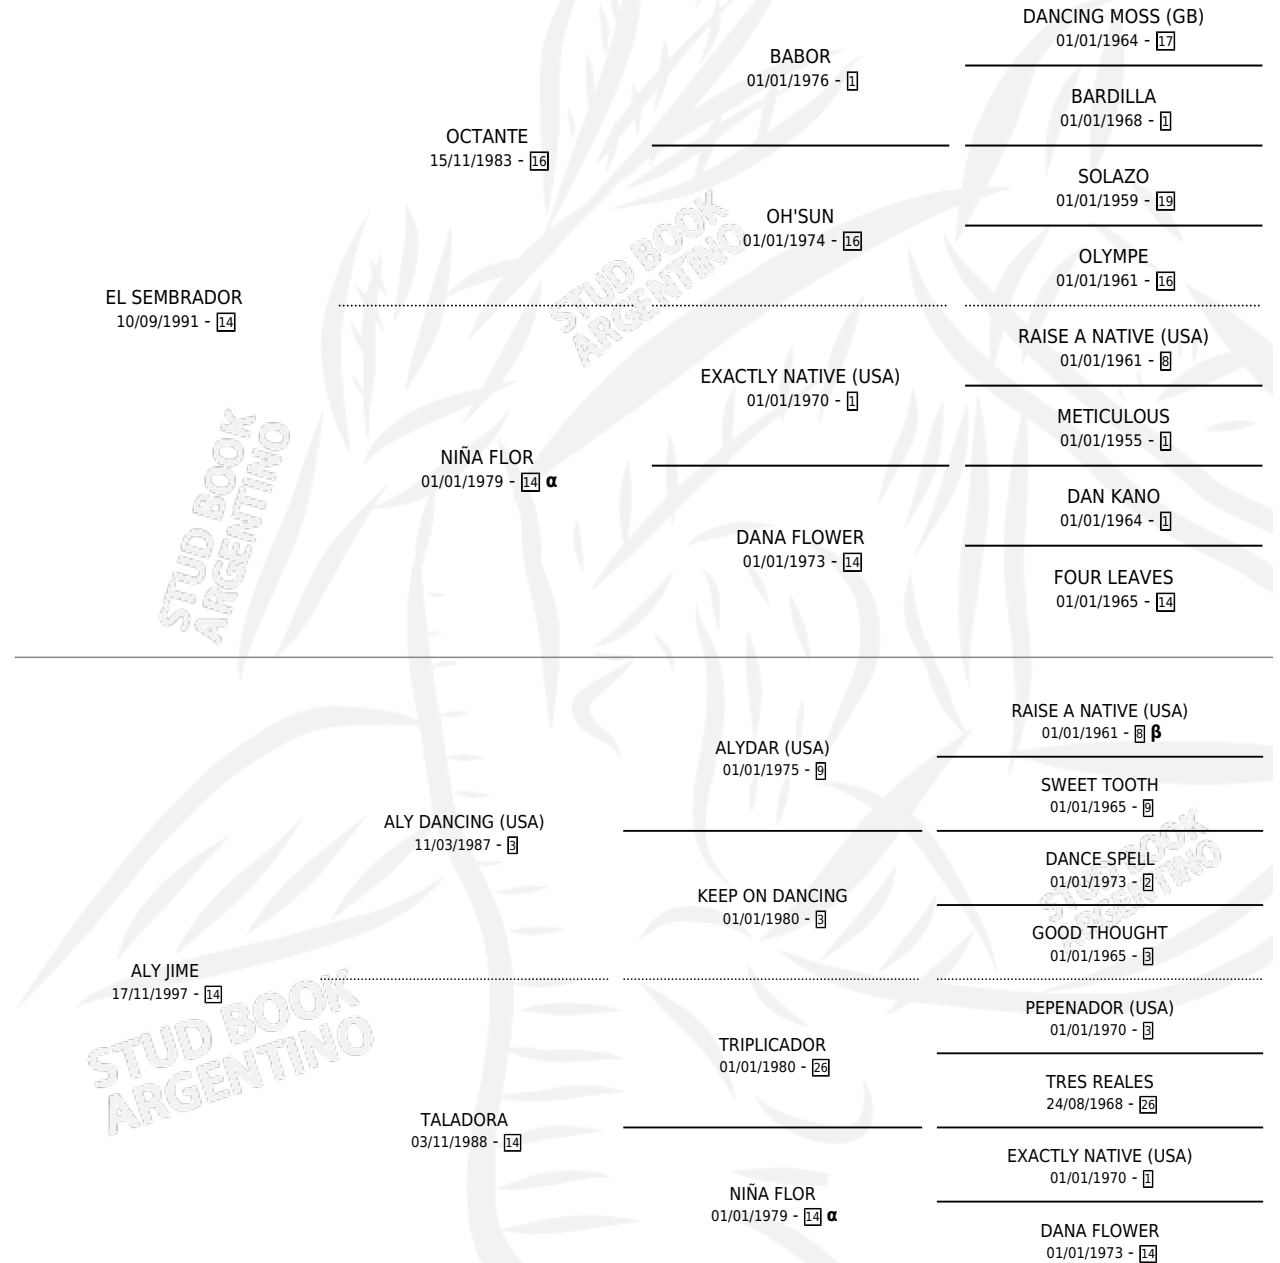 DANCING MOSS (GB)
01/01/1964 - 17
BABOR
01/01/1976 - 1
BARDILLA
01/01/1968 - 1
OCTANTE
15/11/1983 - 16
SOLAZO
01/01/1959 - 19
OH'SUN
01/01/1974 - 16
OLYMPE
01/01/1961 - 16
EL SEMBRADOR
10/09/1991 - 14
RAISE A NATIVE (USA)
01/01/1961 - 8
EXACTLY NATIVE (USA)
01/01/1970 - 1
METICULOUS
01/01/1955 - 1
NIÑA FLOR
01/01/1979 - 14 α
DAN KANO
01/01/1964 - 1
DANA FLOWER
01/01/1973 - 14
FOUR LEAVES
01/01/1965 - 14
RAISE A NATIVE (USA)
01/01/1961 - 8 β
ALYDAR (USA)
01/01/1975 - 9
SWEET TOOTH
01/01/1965 - 9
ALY DANCING (USA)
11/03/1987 - 3
DANCE SPELL
01/01/1973 - 2
KEEP ON DANCING
01/01/1980 - 3
GOOD THOUGHT
01/01/1965 - 3
ALY JIME
17/11/1997 - 14
PEPENADOR (USA)
01/01/1970 - 3
TRIPLICADOR
01/01/1980 - 26
TRES REALES
24/08/1968 - 26
TALADORA
03/11/1988 - 14
EXACTLY NATIVE (USA)
01/01/1970 - 1
NIÑA FLOR
01/01/1979 - 14 α
DANA FLOWER
01/01/1973 - 14
STUD BOOK
ARGENTINO
STUD BOOK
ARGENTINO
STUD BOOK
ARGENTINO
STUD BOOK
ARGENTINO